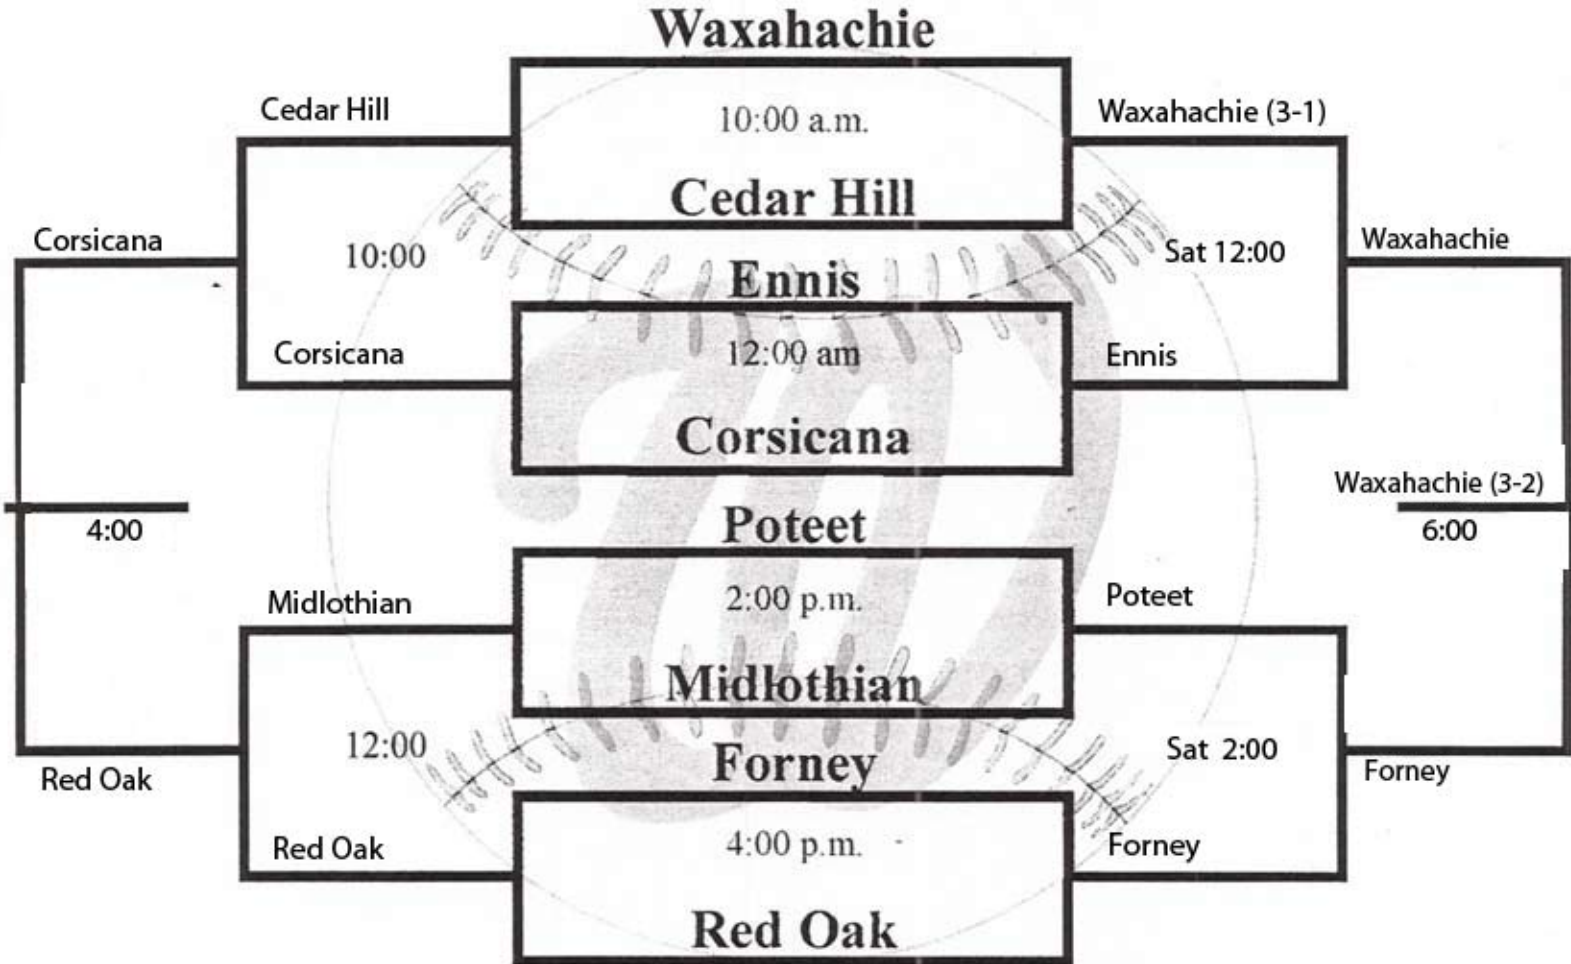 Waxahachie
Cedar Hill
10:00 a.m.
Waxahachie (3-1)
Cedar Hill
Corsicana
10:00
Ennis
Sat 12:00
Waxahachie
Corsicana
12:00 am
Ennis
Corsicana
Waxahachie (3-2)
4:00
Poteet
6:00
Midlothian
2:00 p.m.
Poteet
Midlothian
12:00
Forney
Sat 2:00
Red Oak
Forney
Red Oak
4:00 p.m.
Forney
Red Oak